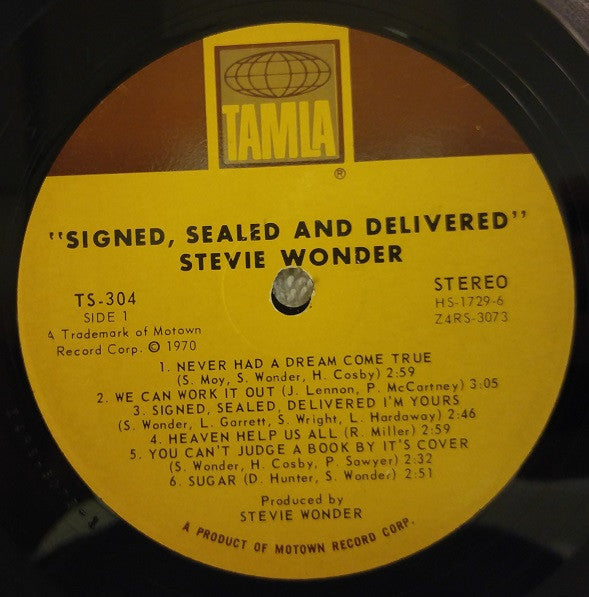 TAMLA
®
"SIGNED, SEALED AND DELIVERED"
STEVIE WONDER
TS-304
SIDE 1
A Trademark of Motown
Record Corp. © 1970
STEREO
HS-1729-6
Z4RS-3073
1. NEVER HAD A DREAM COME TRUE
(S. Moy, S. Wonder, H. Cosby) 2:59
2. WE CAN WORK IT OUT (J. Lennon, P. McCartney) 3:05
3. SIGNED, SEALED, DELIVERED I'M YOURS
(S. Wonder, L. Garrett, S. Wright, L. Hardaway) 2:46
4. HEAVEN HELP US ALL (R. Miller) 2:59
5. YOU CAN'T JUDGE A BOOK BY IT'S COVER
(S. Wonder, H. Cosby, P. Sawyer) 2:32
6. SUGAR (D. Hunter, S. Wonder) 2:51
Produced by
STEVIE WONDER
A PRODUCT OF MOTOWN RECORD CORP.